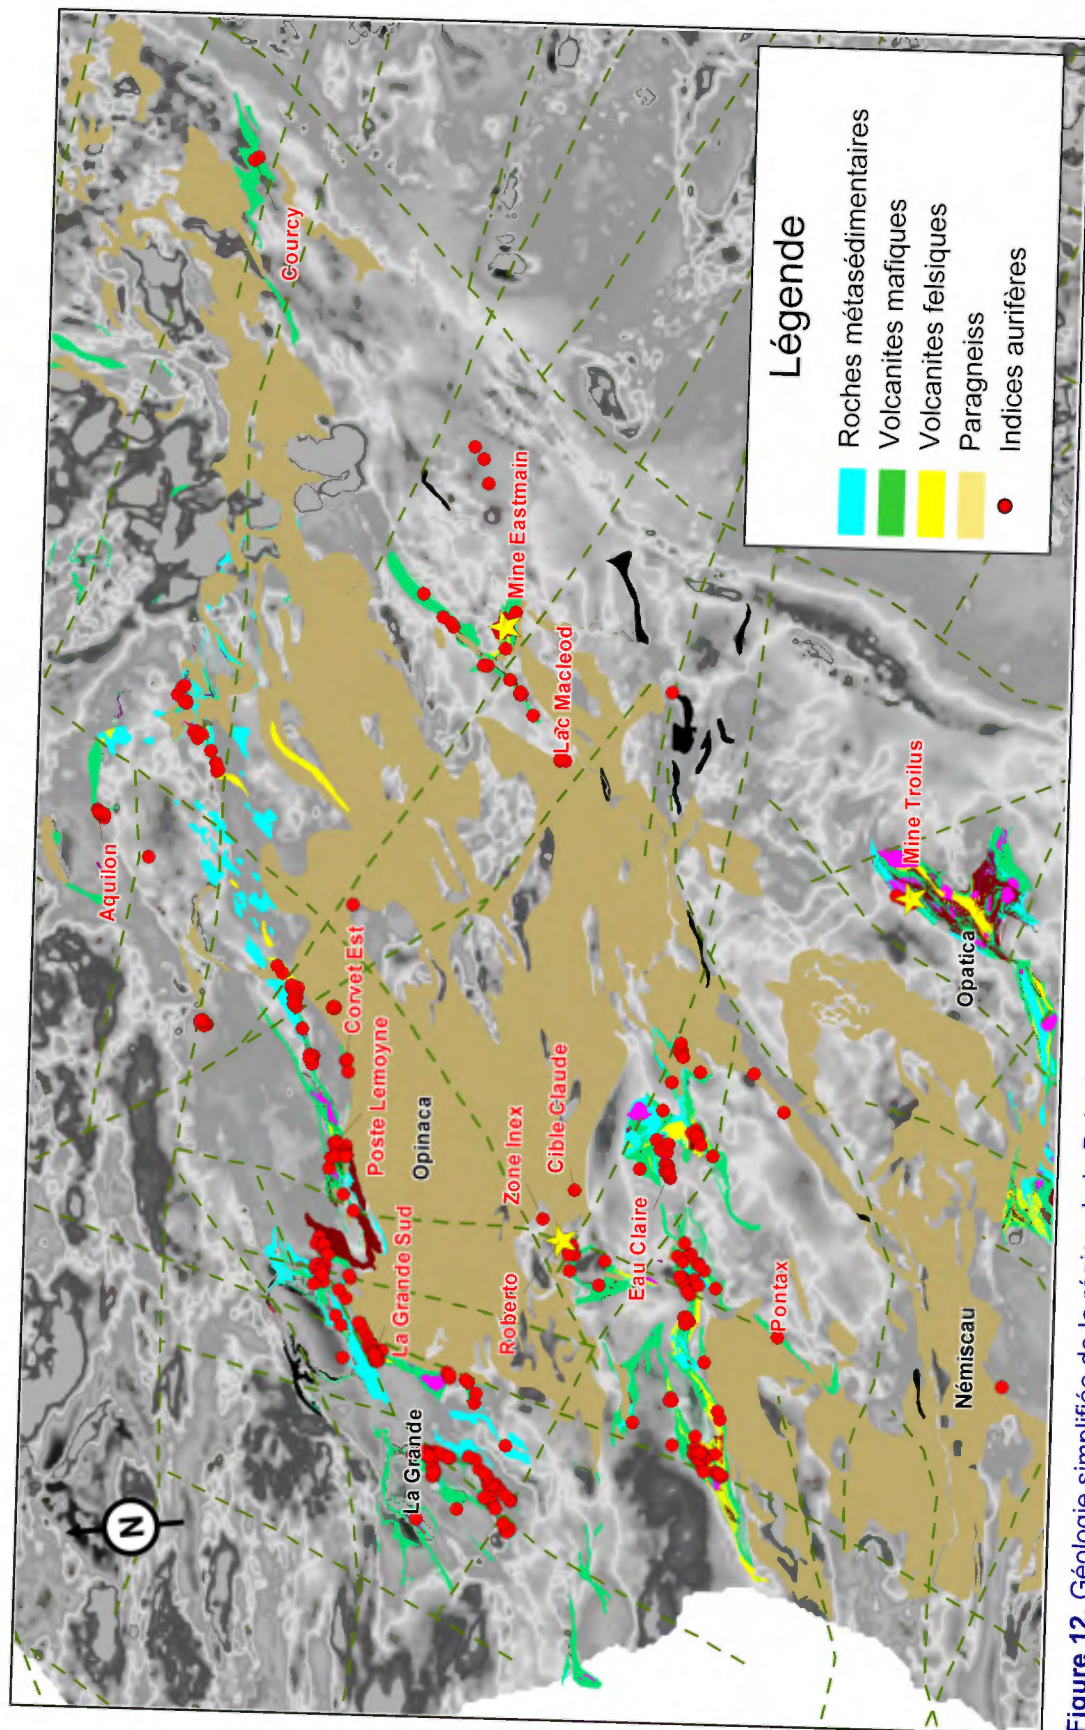 Aquilon
Courcy
Corvet Est
Poste Lemoyne
Opinaca
La Grande Sud
La Grande
Mine Eastmain
Lac Macleod
Zone Inex
Cible Claude
Roberto
Eau Claire
Pontax
Mine Troilus
Opatica
Némiscau
N
Légende
Roches métasédimentaires
Volcanites mafiques
Volcanites felsiques
Paragneiss
Indices aurifères
Figure 12 Géologie simplifiée de la région de la